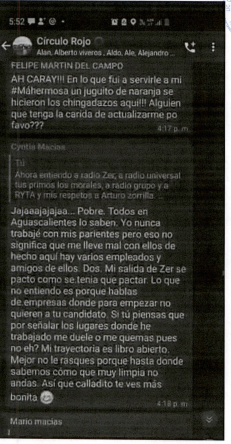 5:52
Círculo Rojo
Alan, Alberto viveros, Aldo, Ale, Alejandro ...
FELIPE MARTIN DEL CAMPO
AH CARAY!!! En lo que fui a servirle a mi
#Máhermosa un juguito de naranja se
hicieron los chingadazos aquí!!! Alguien
que tenga la carida de actualizarme po
favo???
4:17 p.m.
Cyntia Macias
Tú
Ahora entiendo a radio Zer, a radio universal
tus primos los morales, a radio grupo y a
RYTA y mis respetos a Arturo zorrilla
Jajaaajajajaa... Pobre. Todos en
Aguascalientes lo saben. Yo nunca
trabajé con mis parientes pero eso no
significa que me lleve mal con ellos de
hecho aquí hay varios empleados y
amigos de ellos. Dos. Mi salida de Zer se
pacto como se.tenia que pactar. Lo que
no entiendo es porque hablas
de.empresas donde para empezar no
quieren a tu candidato. Si tú piensas que
por señalar los lugares donde he
trabajado me duele o me quemas pues
no eh? Mi trayectoria es libro abierto.
Mejor no le rasques porque hasta donde
sabemos cómo que muy limpia no
andas. Así que calladito te ves más
bonita 😊
4:18 p.m.
Mario macias